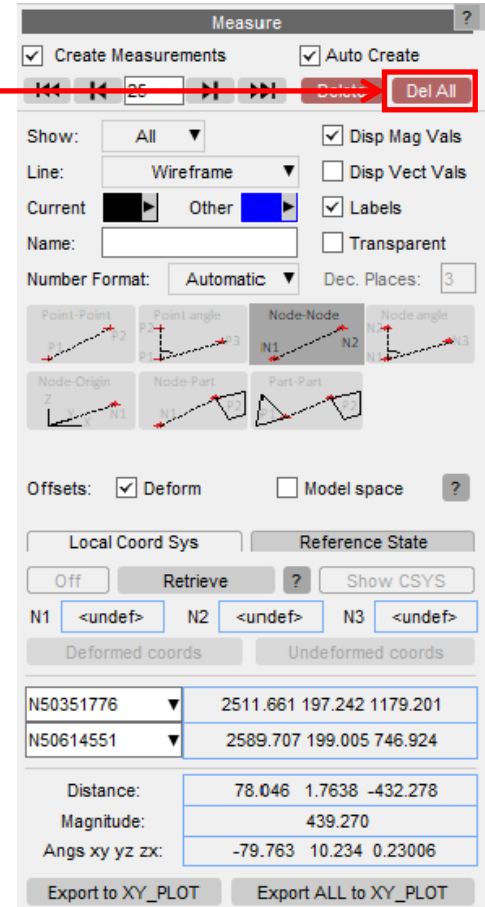 Measure ?
Create Measurements Auto Create
25 Delete Del All
Show: All Disp Mag Vals
Line: Wireframe Disp Vect Vals
Current Other Labels
Name: Transparent
Number Format: Automatic Dec. Places: 3
Point-Point Point angle Node-Node Node angle
P1 P2 P2 P1 P3 N1 N2 N2 N1 N3
Node-Origin Node-Part Part-Part
Z Y X N1 N1 P2 P1 P2
Offsets: Deform Model space ?
Local Coord Sys Reference State
Off Retrieve ? Show CSYS
N1 <undef> N2 <undef> N3 <undef>
Deformed coords Undeformed coords
N50351776 2511.661 197.242 1179.201
N50614551 2589.707 199.005 746.924
Distance: 78.046 1.7638 -432.278
Magnitude: 439.270
Angs xy yz zx: -79.763 10.234 0.23006
Export to XY_PLOT Export ALL to XY_PLOT